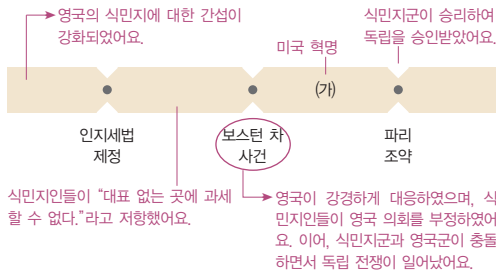 영국의 식민지에 대한 간섭이
강화되었어요.
식민지군이 승리하여
독립을 승인받았어요.
미국 혁명
(가)
인지세법
제정
보스턴 차
사건
파리
조약
식민지인들이 “대표 없는 곳에 과세
할 수 없다.”라고 저항했어요.
영국이 강경하게 대응하였으며, 식
민지인들이 영국 의회를 부정하였어
요. 이어, 식민지군과 영국군이 충돌
하면서 독립 전쟁이 일어났어요.